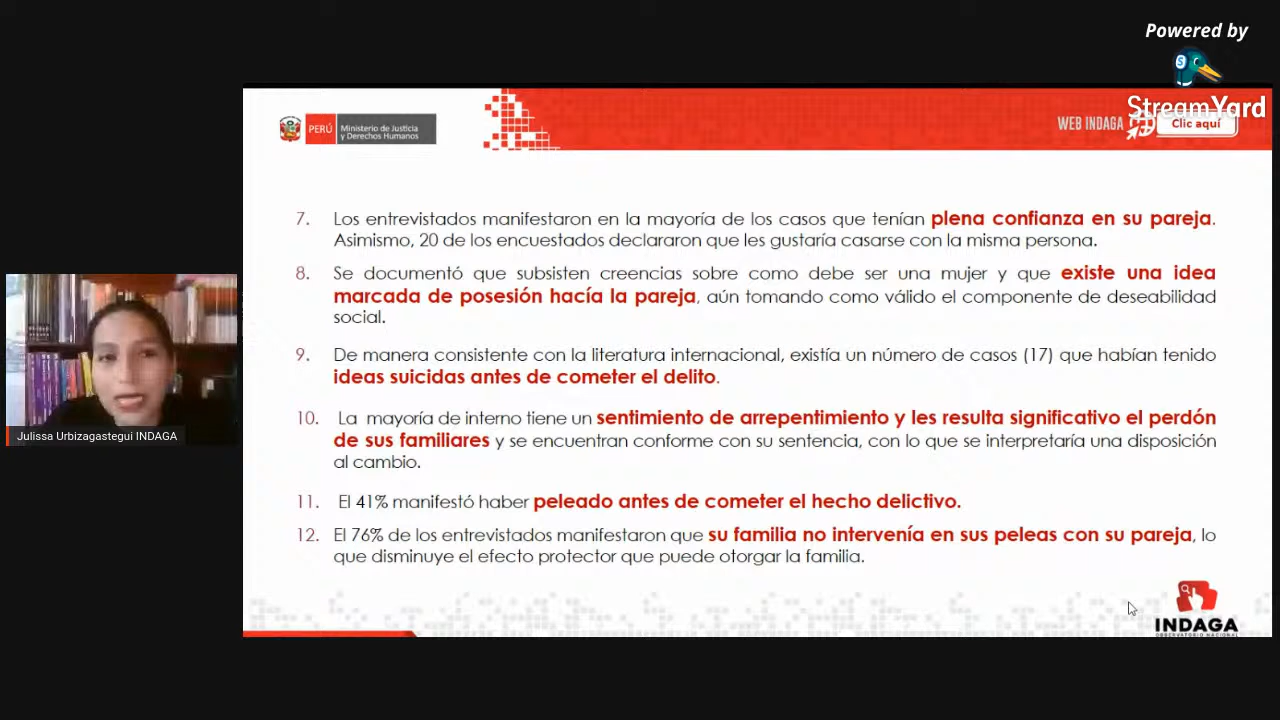 Powered by
StreamYard
PERÚ
Ministerio de Justicia
y Derechos Humanos
WEB INDAGA
Clic aquí
7. Los entrevistados manifestaron en la mayoría de los casos que tenían plena confianza en su pareja.
Asimismo, 20 de los encuestados declararon que les gustaría casarse con la misma persona.
8. Se documentó que subsisten creencias sobre como debe ser una mujer y que existe una idea
marcada de posesión hacía la pareja, aún tomando como válido el componente de deseabilidad
social.
9. De manera consistente con la literatura internacional, existía un número de casos (17) que habían tenido
ideas suicidas antes de cometer el delito.
10. La mayoría de interno tiene un sentimiento de arrepentimiento y les resulta significativo el perdón
de sus familiares y se encuentran conforme con su sentencia, con lo que se interpretaría una disposición
al cambio.
11. El 41% manifestó haber peleado antes de cometer el hecho delictivo.
12. El 76% de los entrevistados manifestaron que su familia no intervenía en sus peleas con su pareja, lo
que disminuye el efecto protector que puede otorgar la familia.
Julissa Urbizagastegui INDAGA
INDAGA
OBSERVATORIO NACIONAL